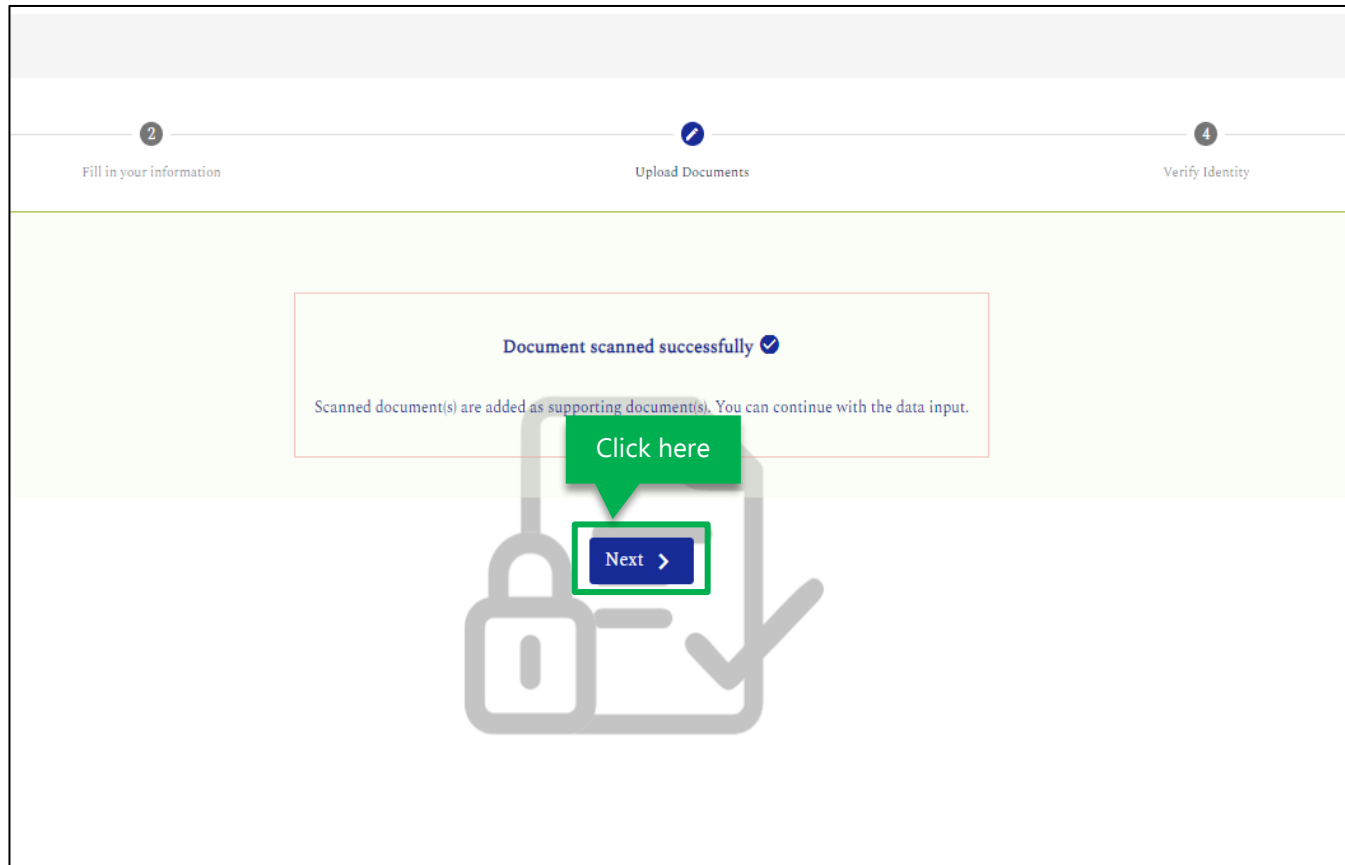 2
4
Fill in your information
Upload Documents
Verify Identity
Document scanned successfully
Scanned document(s) are added as supporting document(s). You can continue with the data input.
Click here
Next